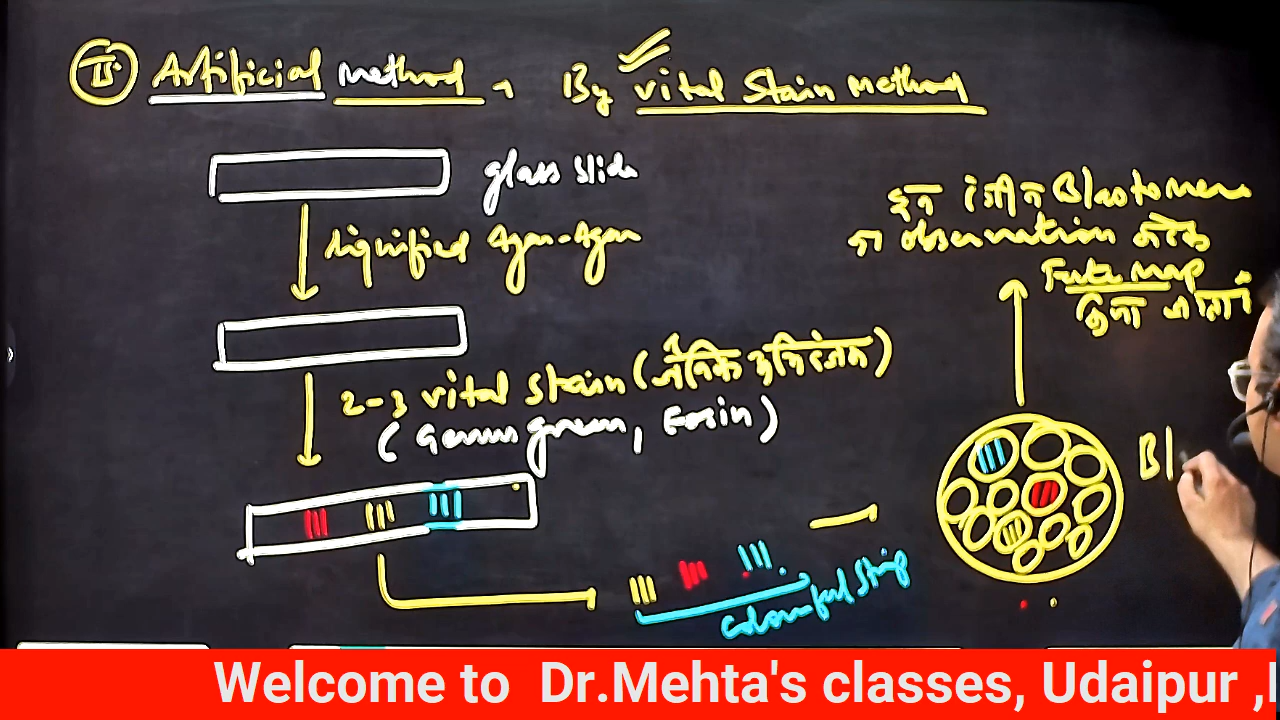 II. Artificial method → By vital stain method
glass slide
liquified Agar-Agar
2-3 vital stain (जैविक अभिरंजक)
(Janus green, Eosin)
colourful strip
इन रंजीत Blastomere
का observation करके
Fate map
Bl
Welcome to Dr.Mehta's classes, Udaipur ,